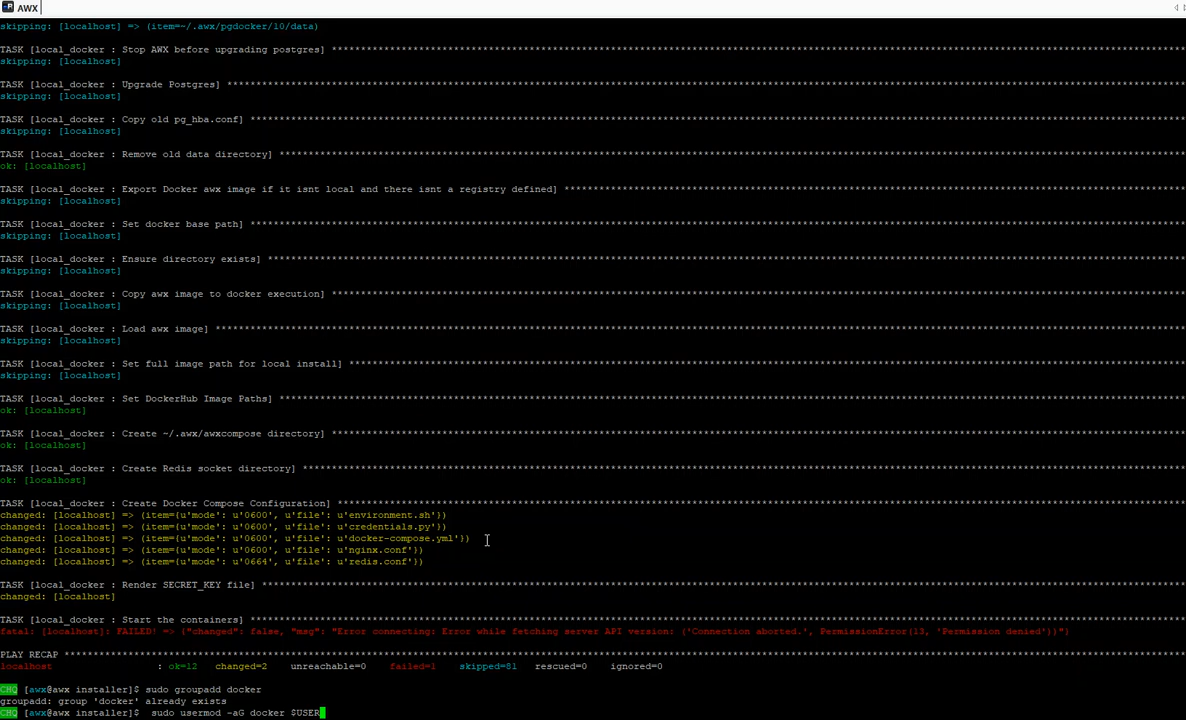 AWX
skipping: [localhost] => (item=~/.awx/pgdocker/10/data)
TASK [local_docker : Stop AWX before upgrading postgres] ***
skipping: [localhost]
TASK [local_docker : Upgrade Postgres] ***
skipping: [localhost]
TASK [local_docker : Copy old pg_hba.conf] ***
skipping: [localhost]
TASK [local_docker : Remove old data directory] ***
ok: [localhost]
TASK [local_docker : Export Docker awx image if it isnt local and there isnt a registry defined] ***
skipping: [localhost]
TASK [local_docker : Set docker base path] ***
skipping: [localhost]
TASK [local_docker : Ensure directory exists] ***
skipping: [localhost]
TASK [local_docker : Copy awx image to docker execution] ***
skipping: [localhost]
TASK [local_docker : Load awx image] ***
skipping: [localhost]
TASK [local_docker : Set full image path for local install] ***
skipping: [localhost]
TASK [local_docker : Set DockerHub Image Paths] ***
ok: [localhost]
TASK [local_docker : Create ~/.awx/awxcompose directory] ***
ok: [localhost]
TASK [local_docker : Create Redis socket directory] ***
ok: [localhost]
TASK [local_docker : Create Docker Compose Configuration] ***
changed: [localhost] => (item={u'mode': u'0600', u'file': u'environment.sh'})
changed: [localhost] => (item={u'mode': u'0600', u'file': u'credentials.py'})
changed: [localhost] => (item={u'mode': u'0600', u'file': u'docker-compose.yml'})
changed: [localhost] => (item={u'mode': u'0600', u'file': u'nginx.conf'})
changed: [localhost] => (item={u'mode': u'0664', u'file': u'redis.conf'})
TASK [local_docker : Render SECRET_KEY file] ***
changed: [localhost]
TASK [local_docker : Start the containers] ***
fatal: [localhost]: FAILED! => {"changed": false, "msg": "Error connecting: Error while fetching server API version: ('Connection aborted.', PermissionError(13, 'Permission denied'))"}
PLAY RECAP ***
localhost : ok=12 changed=2 unreachable=0 failed=1 skipped=81 rescued=0 ignored=0
CHQ [awx@awx installer]$ sudo groupadd docker
groupadd: group 'docker' already exists
CHQ [awx@awx installer]$ sudo usermod -aG docker $USER